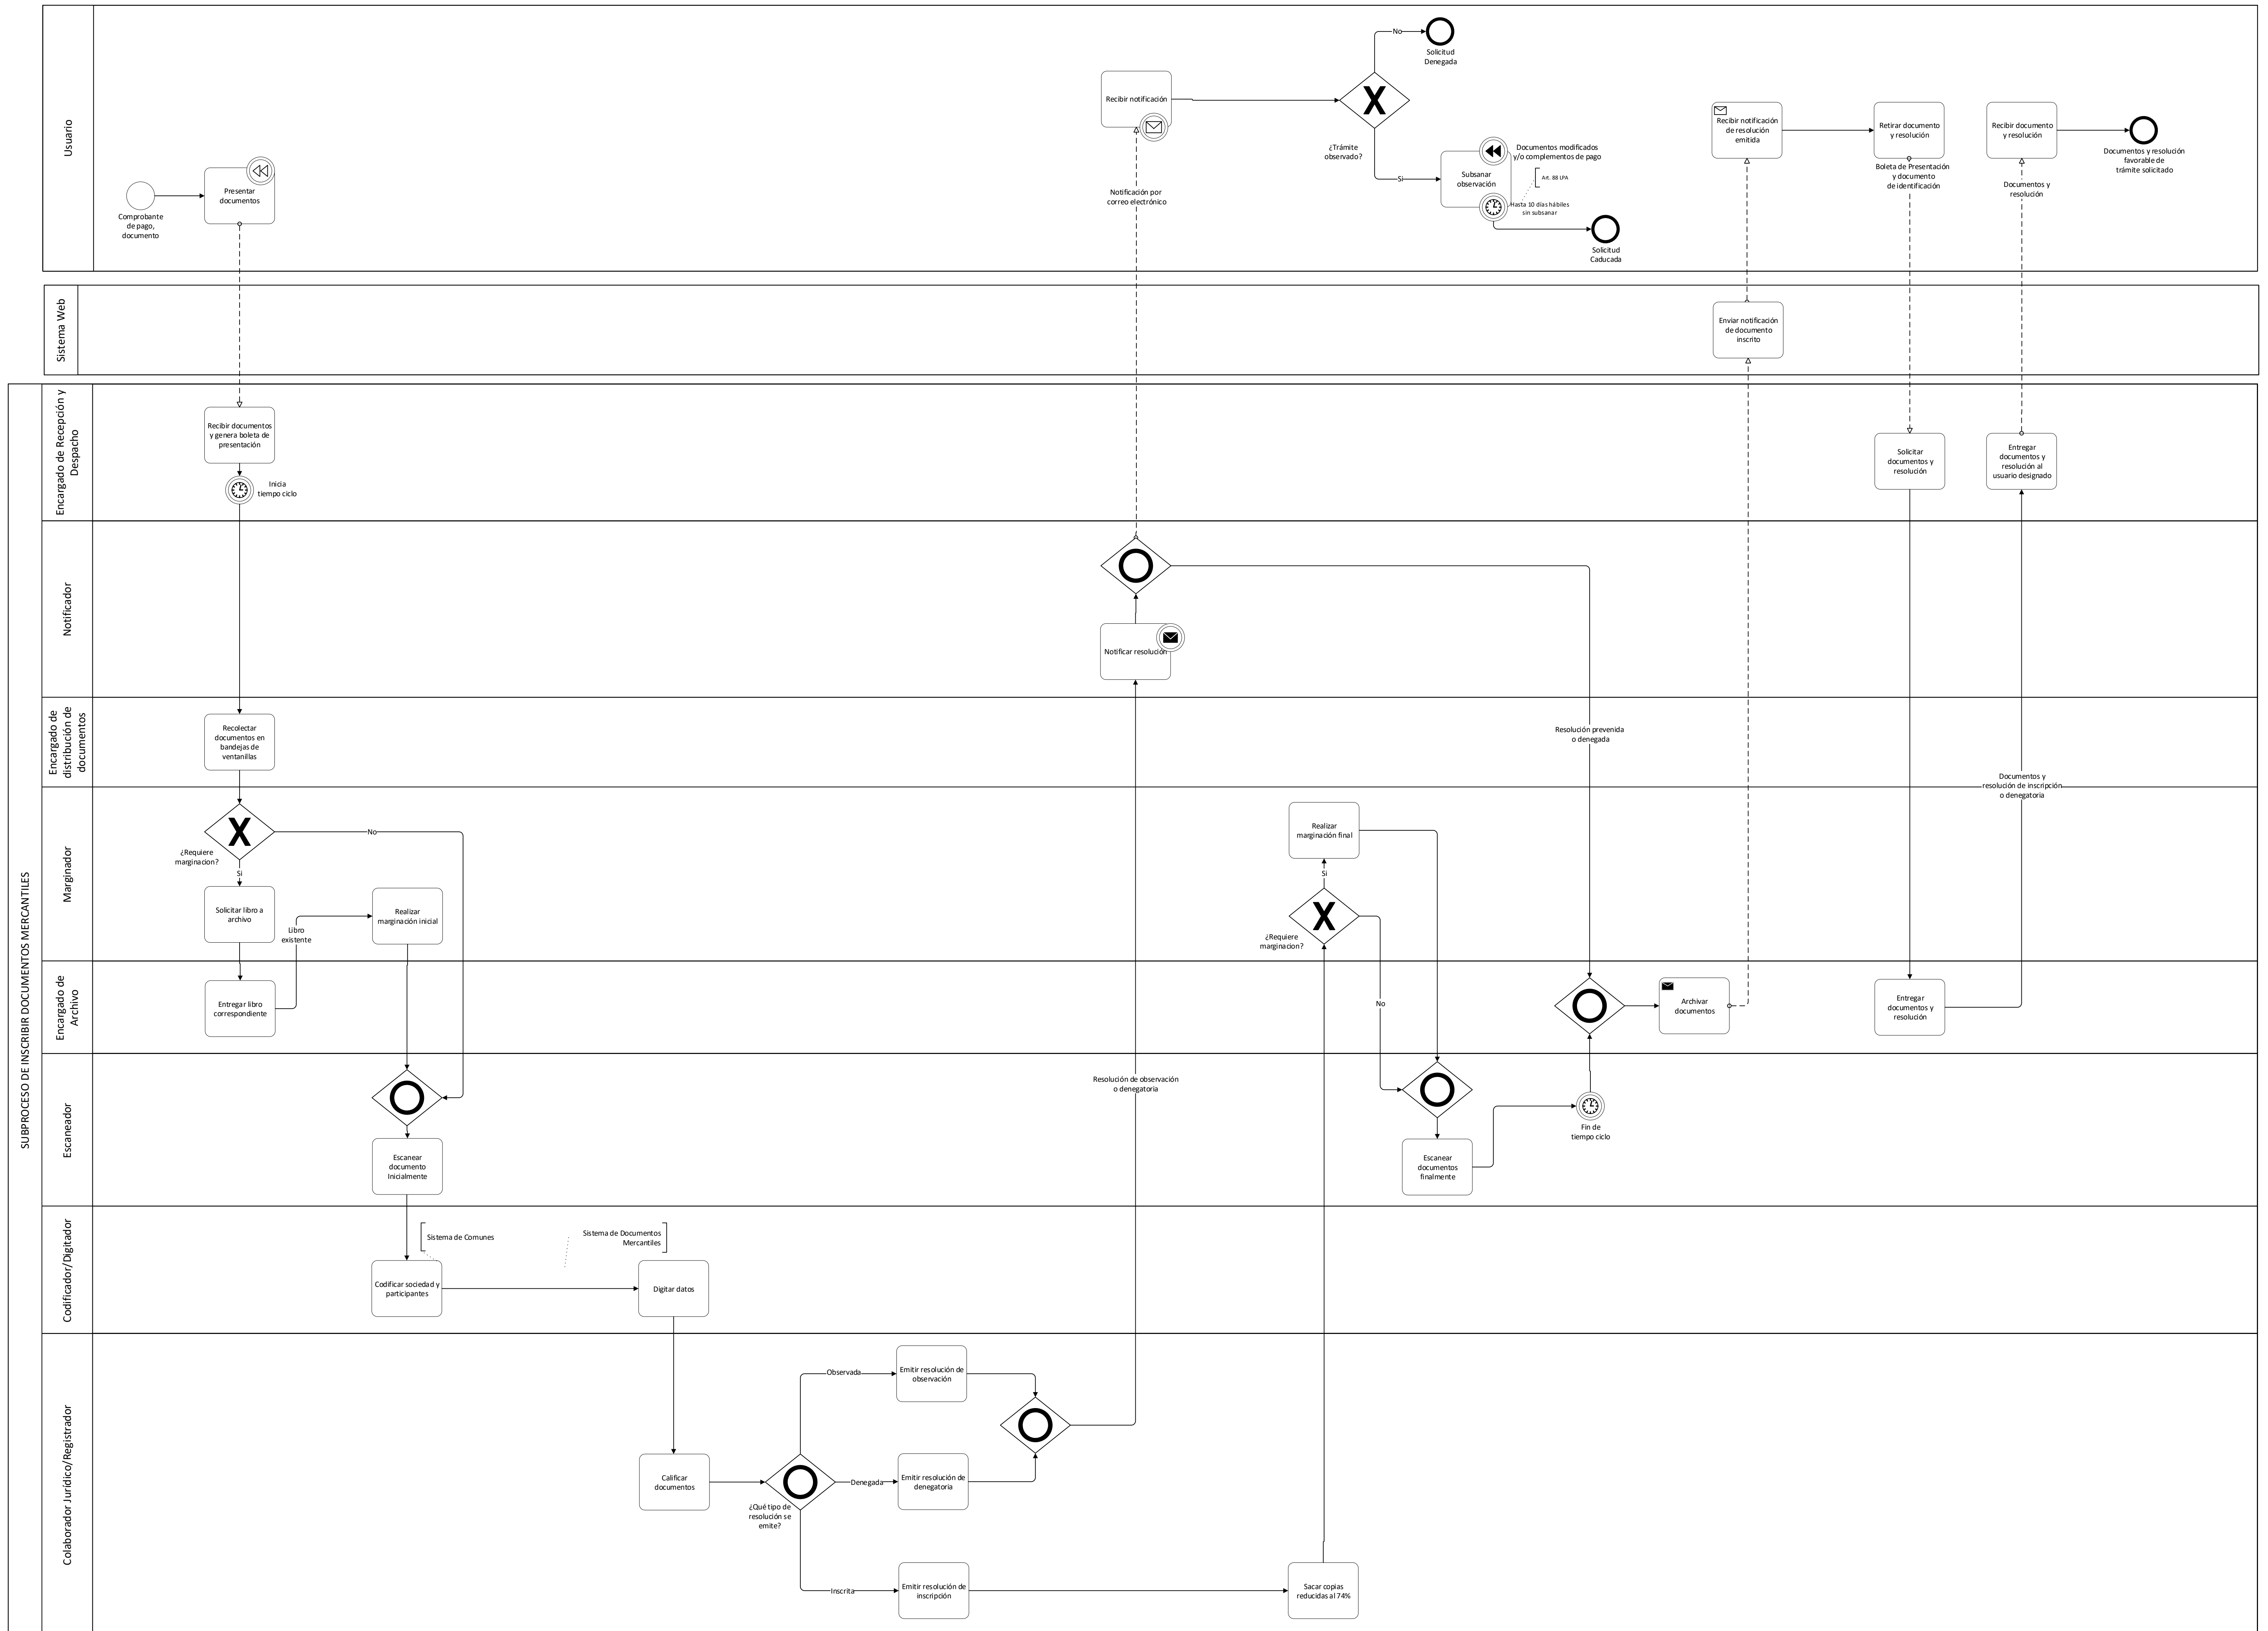 Usuario
Comprobante
de pago,
documento
Presentar
documentos
Recibir notificación
Notificación por
correo electrónico
¿Trámite
observado?
No
Solicitud
Denegada
Si
Subsanar
observación
Documentos modificados
y/o complementos de pago
Art. 88 LPA
Hasta 10 días hábiles
sin subsanar
Solicitud
Caducada
Recibir notificación
de resolución
emitida
Retirar documento
y resolución
Boleta de Presentación
y documento
de identificación
Recibir documento
y resolución
Documentos y
resolución
Documentos y resolución
favorable de
trámite solicitado
Sistema Web
Enviar notificación
de documento
inscrito
SUBPROCESO DE INSCRIBIR DOCUMENTOS MERCANTILES
Encargado de Recepción y
Despacho
Recibir documentos
y genera boleta de
presentación
Inicia
tiempo ciclo
Solicitar
documentos y
resolución
Entregar
documentos y
resolución al
usuario designado
Notificador
Notificar resolución
Encargado de
distribución de
documentos
Recolectar
documentos en
bandejas de
ventanillas
Resolución prevenida
o denegada
Documentos y
resolución de inscripción
o denegatoria
Marginador
¿Requiere
marginacion?
No
Si
Solicitar libro a
archivo
Libro
existente
Realizar
marginación inicial
Realizar
marginación final
Si
¿Requiere
marginacion?
No
Encargado de
Archivo
Entregar libro
correspondiente
Archivar
documentos
Entregar
documentos y
resolución
Escaneador
Escanear
documento
Inicialmente
Resolución de observación
o denegatoria
Escanear
documentos
finalmente
Fin de
tiempo ciclo
Codificador/Digitador
Sistema de Comunes
Sistema de Documentos
Mercantiles
Codificar sociedad y
participantes
Digitar datos
Colaborador Jurídico/Registrador
Calificar
documentos
¿Qué tipo de
resolución se
emite?
Observada
Emitir resolución de
observación
Denegada
Emitir resolución de
denegatoria
Inscrita
Emitir resolución de
inscripción
Sacar copias
reducidas al 74%